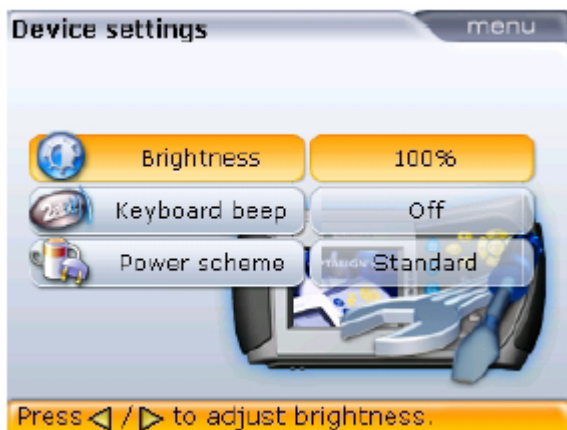 Device settings
menu
Brightness 100%
Keyboard beep Off
Power scheme Standard
Press ◁ / ▷ to adjust brightness.